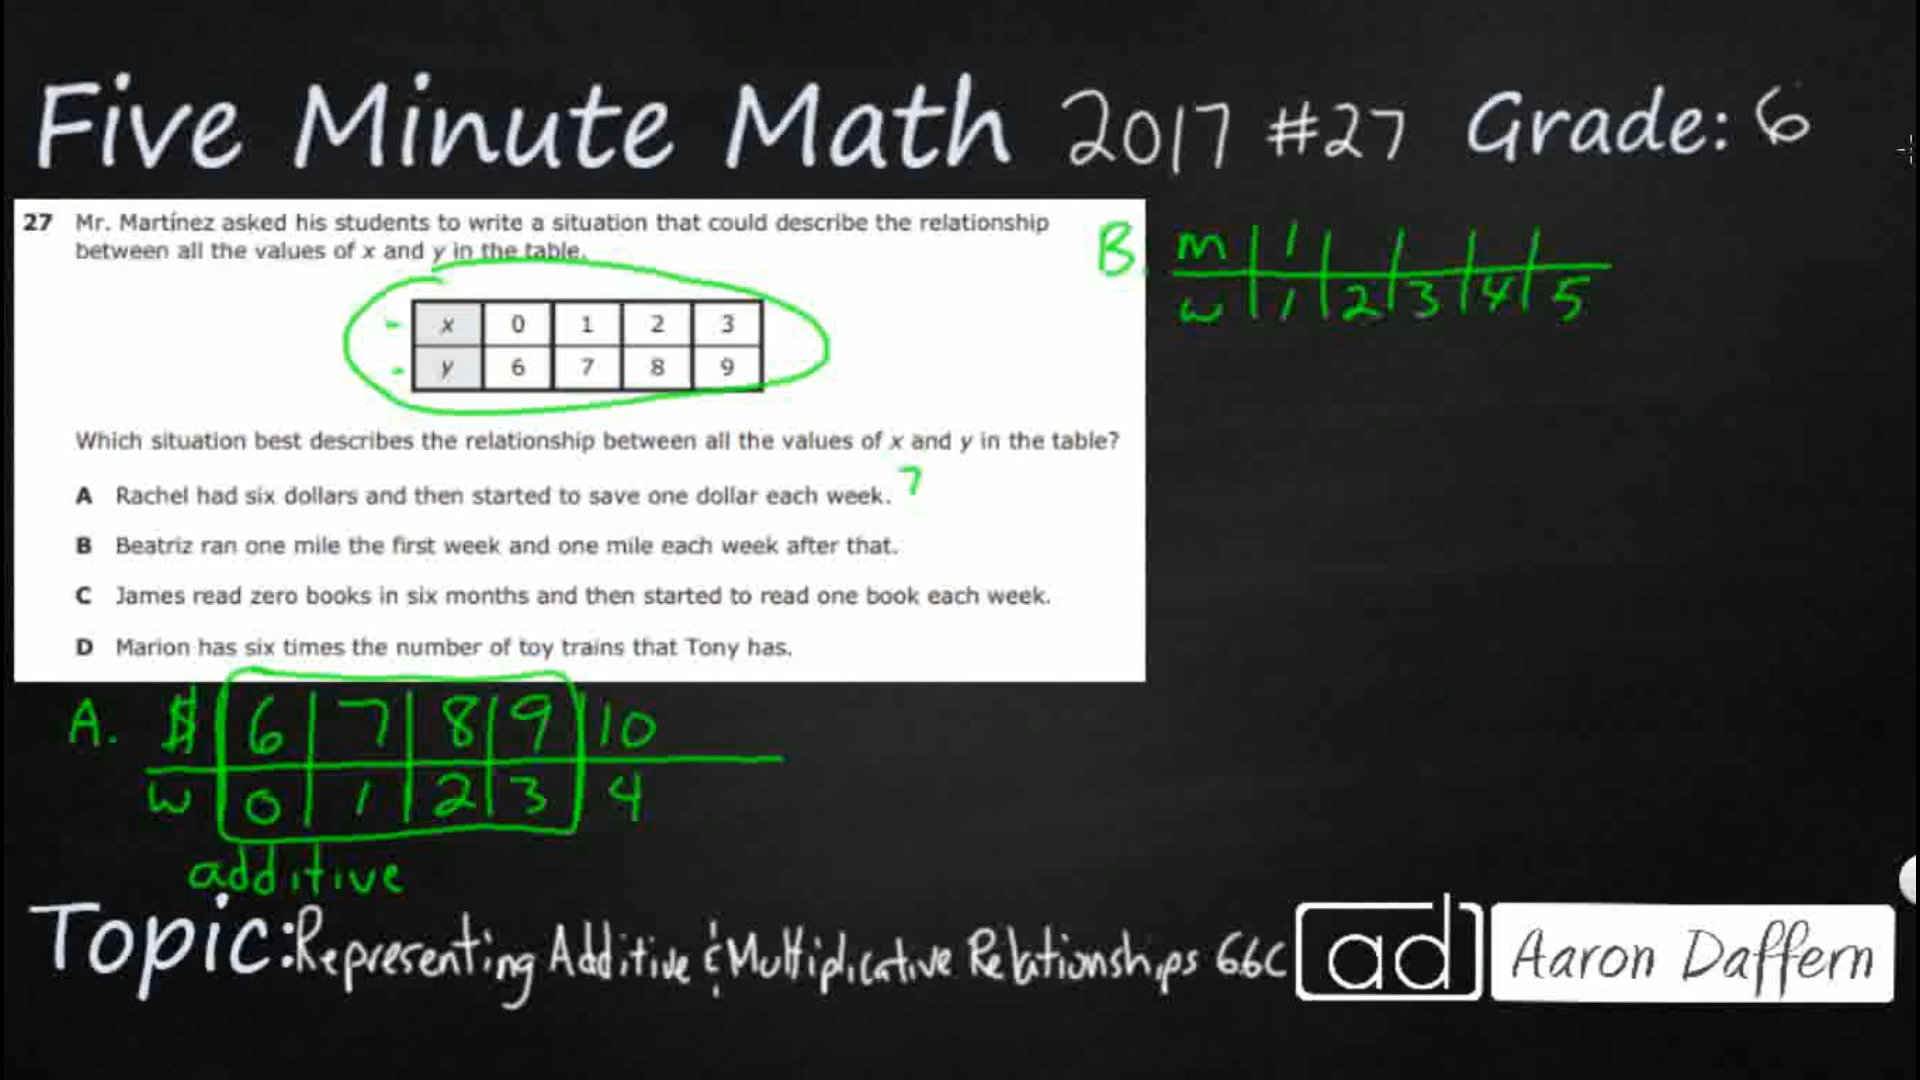 Five Minute Math 2017 #27 Grade: 6
27 Mr. Martínez asked his students to write a situation that could describe the relationship
between all the values of x and y in the table.
x 0 1 2 3
y 6 7 8 9
Which situation best describes the relationship between all the values of x and y in the table?
A Rachel had six dollars and then started to save one dollar each week. 7
B Beatriz ran one mile the first week and one mile each week after that.
C James read zero books in six months and then started to read one book each week.
D Marion has six times the number of toy trains that Tony has.
B. m 1
w 1 2 3 4 5
A. $ 6 7 8 9 10
w 0 1 2 3 4
additive
Topic: Representing Additive & Multiplicative Relationships 6.6C ad Aaron Daffern